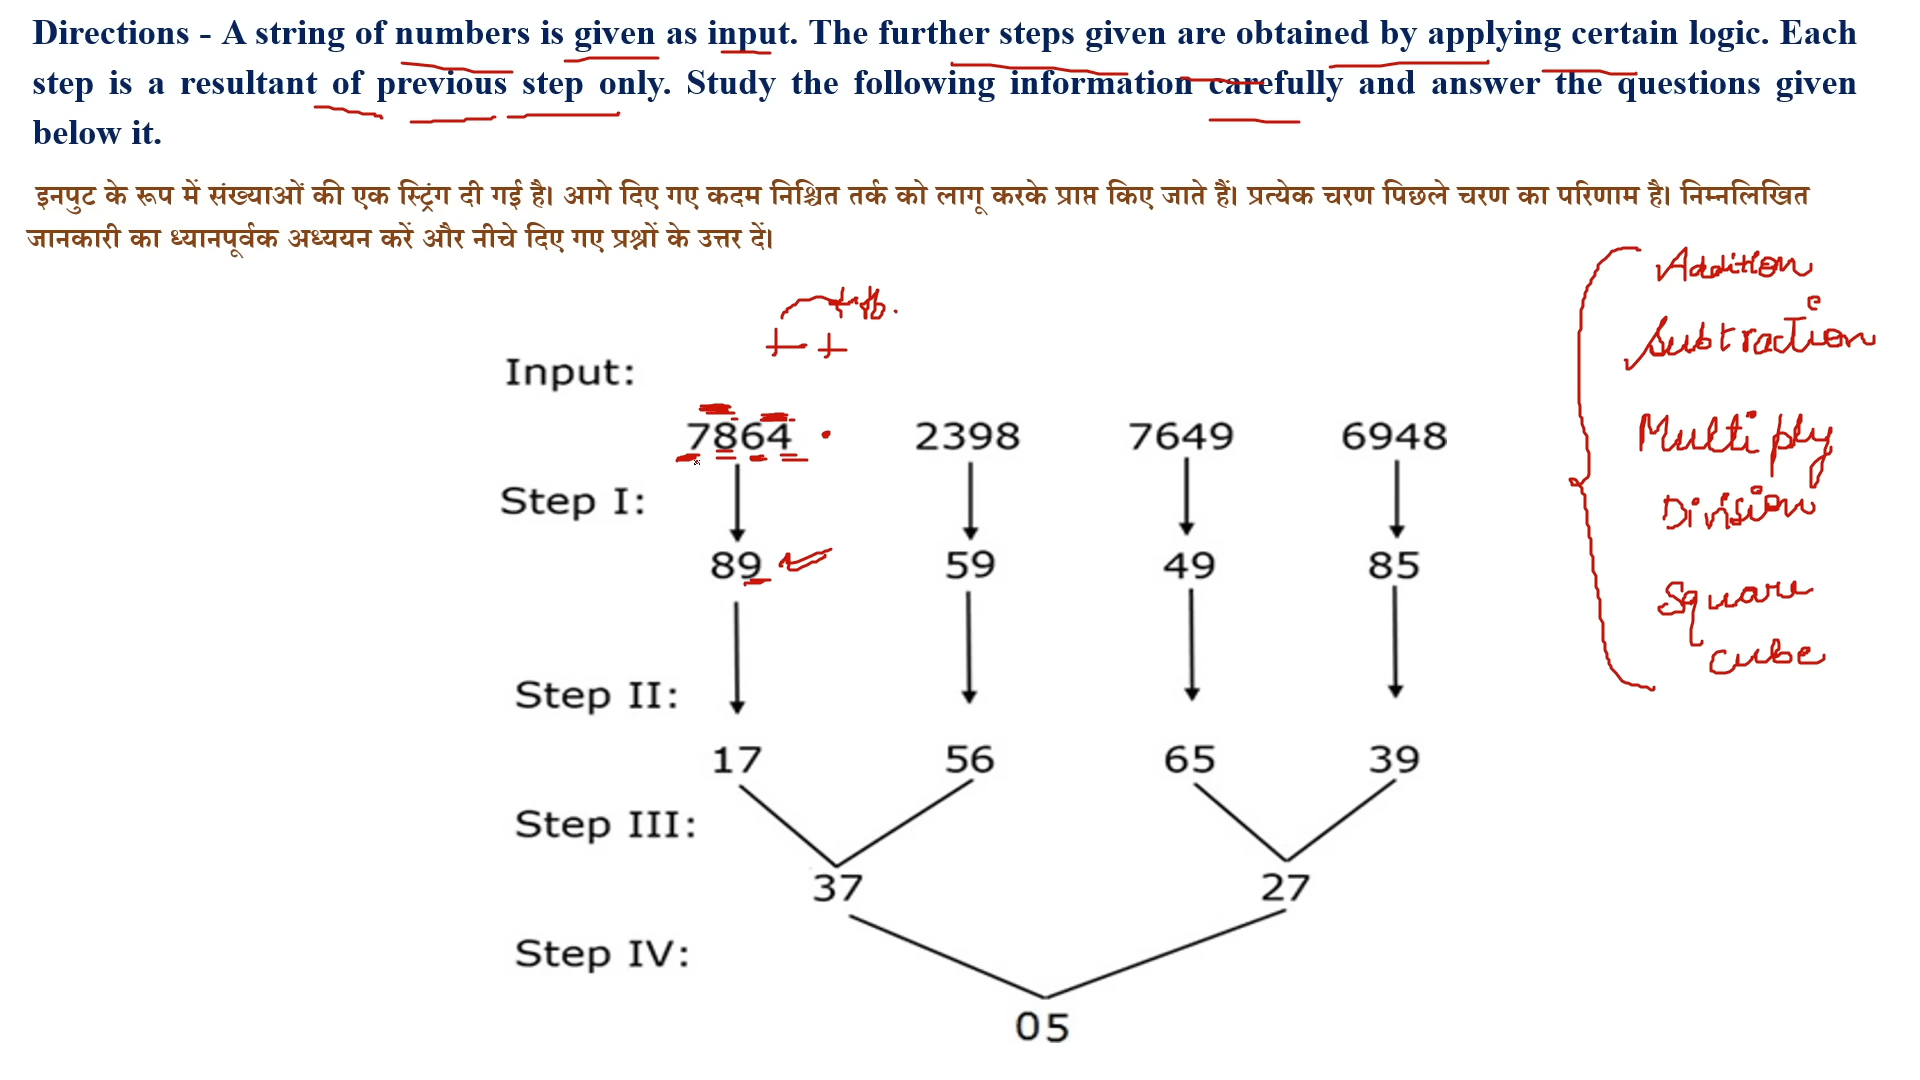 Directions - A string of numbers is given as input. The further steps given are obtained by applying certain logic. Each
step is a resultant of previous step only. Study the following information carefully and answer the questions given
below it.
इनपुट के रूप में संख्याओं की एक स्ट्रिंग दी गई है। आगे दिए गए कदम निश्चित तर्क को लागू करके प्राप्त किए जाते हैं। प्रत्येक चरण पिछले चरण का परिणाम है। निम्नलिखित
जानकारी का ध्यानपूर्वक अध्ययन करें और नीचे दिए गए प्रश्नों के उत्तर दें।
Addition
Subtraction
Multiply
Division
Square
Cube
+ +
Input:
7864 2398 7649 6948
Step I:
89 59 49 85
Step II:
17 56 65 39
Step III:
37 27
Step IV:
05